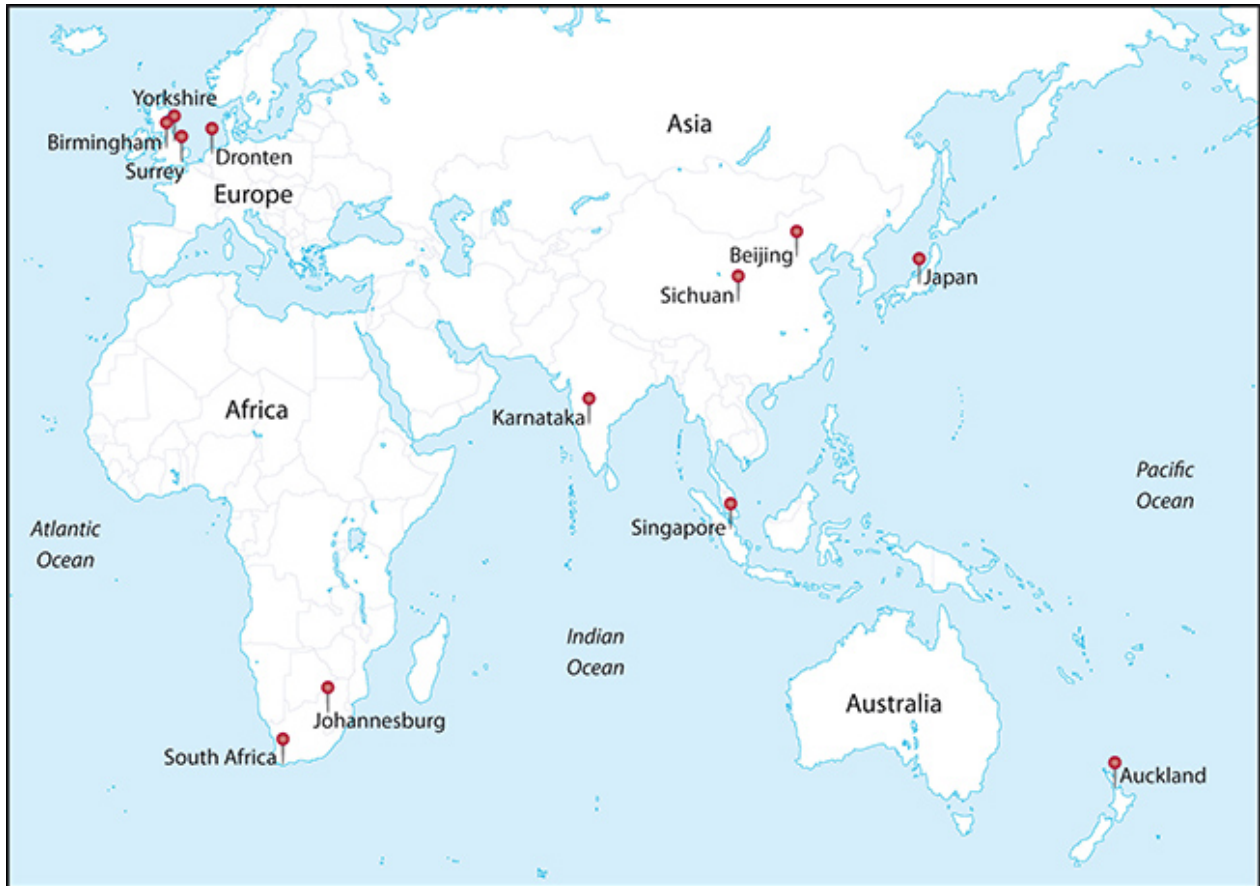 Yorkshire
Birmingham
Surrey
Dronten
Europe
Asia
Beijing
Sichuan
Japan
Africa
Karnataka
Pacific
Ocean
Atlantic
Ocean
Singapore
Indian
Ocean
Australia
Johannesburg
South Africa
Auckland